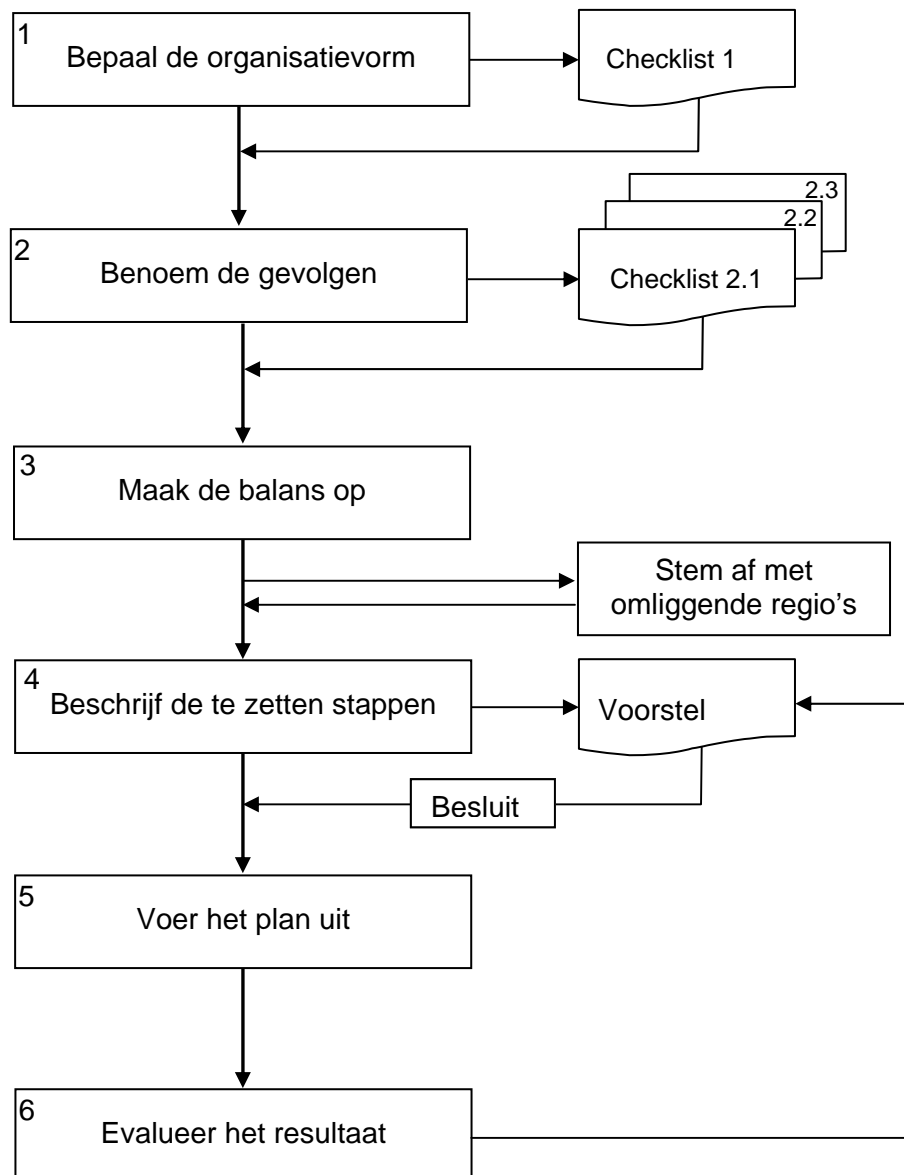 1
Bepaal de organisatievorm
Checklist 1
2.3
2.2
2
Benoem de gevolgen
Checklist 2.1
3
Maak de balans op
Stem af met
omliggende regio's
4
Beschrijf de te zetten stappen
Voorstel
Besluit
5
Voer het plan uit
6
Evalueer het resultaat